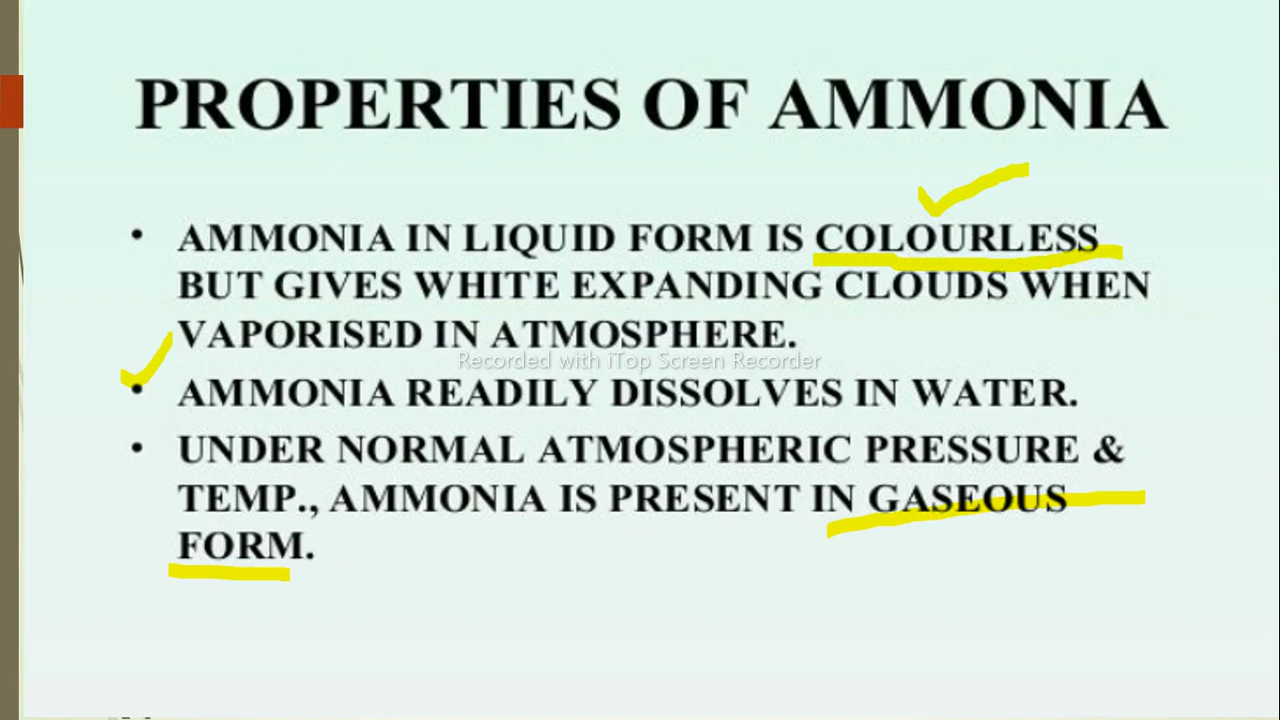 PROPERTIES OF AMMONIA
• AMMONIA IN LIQUID FORM IS COLOURLESS
BUT GIVES WHITE EXPANDING CLOUDS WHEN
VAPORISED IN ATMOSPHERE.
Recorded with iTop Screen Recorder
• AMMONIA READILY DISSOLVES IN WATER.
• UNDER NORMAL ATMOSPHERIC PRESSURE &
TEMP., AMMONIA IS PRESENT IN GASEOUS
FORM.